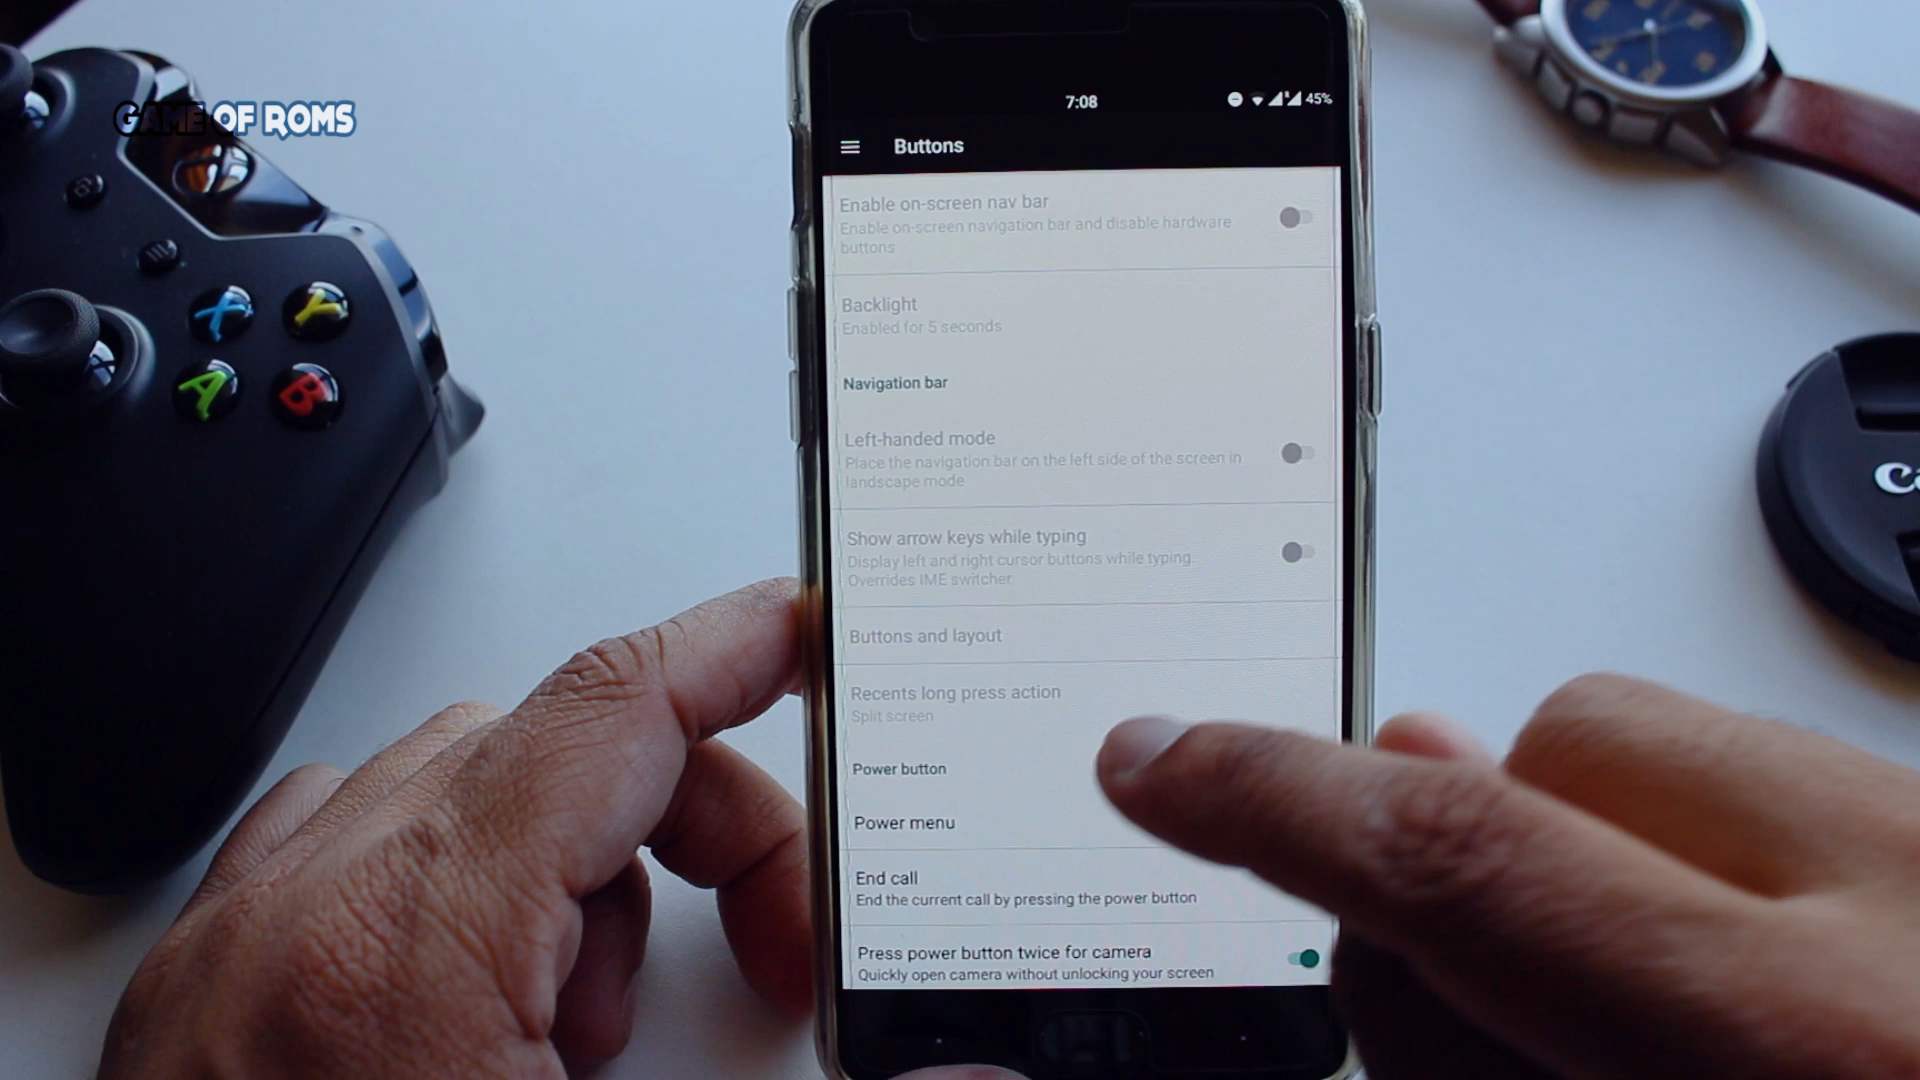 GAME OF ROMS
7:08
45%
Buttons
Enable on-screen nav bar
Enable on-screen navigation bar and disable hardware
buttons
Backlight
Enabled for 5 seconds
Navigation bar
Left-handed mode
Place the navigation bar on the left side of the screen in
landscape mode
Show arrow keys while typing
Display left and right cursor buttons while typing.
Overrides IME switcher.
Buttons and layout
Recents long press action
Split screen
Power button
Power menu
End call
End the current call by pressing the power button
Press power button twice for camera
Quickly open camera without unlocking your screen
X
Y
A
B